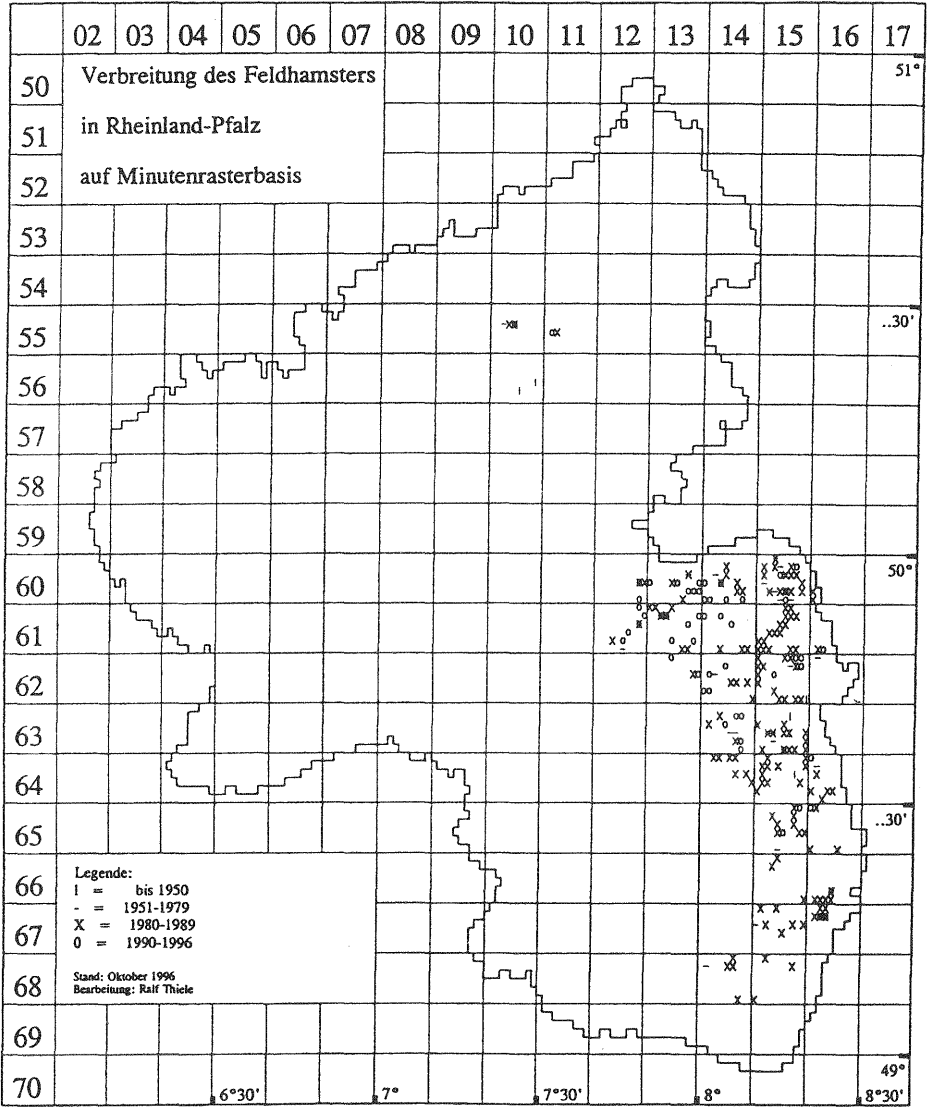 02 03 04 05 06 07 08 09 10 11 12 13 14 15 16 17
Verbreitung des Feldhamsters
in Rheinland-Pfalz
auf Minutenrasterbasis
51°
50
51
52
53
54
..30'
55
56
57
58
59
50°
60
61
62
63
64
..30'
65
66
67
68
69
49°
70
Legende:
I = bis 1950
- = 1951-1979
X = 1980-1989
0 = 1990-1996
Stand: Oktober 1996
Bearbeitung: Ralf Thiele
6°30' 7° 7°30' 8° 8°30'